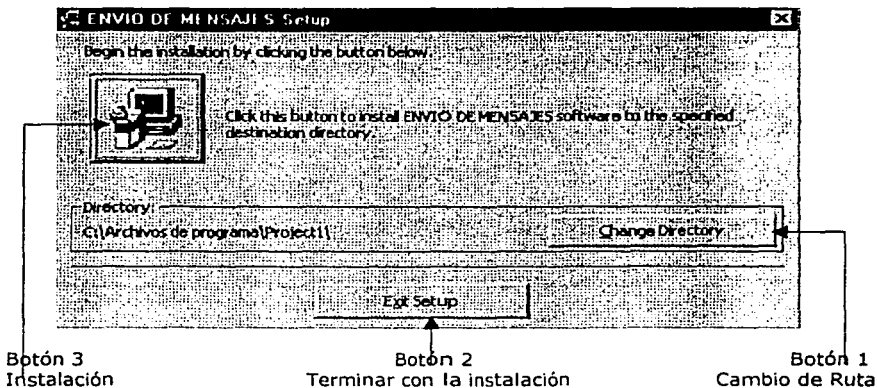 ENVIO DE MENSAJES Setup
Begin the installation by clicking the button below.
Click this button to install ENVIO DE MENSAJES software to the specified
destination directory.
Directory:
C:\Archivos de programa\Project1\
Change Directory
Exit Setup
Botón 3
Instalación
Botón 2
Terminar con la instalación
Botón 1
Cambio de Ruta